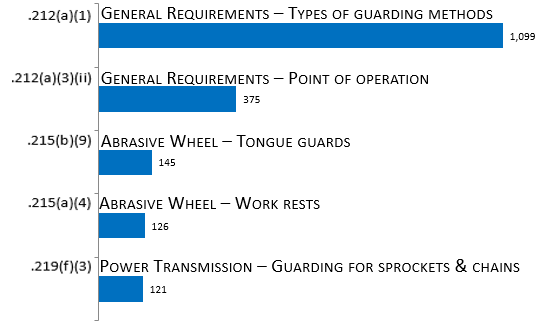 .212(a)(1) General Requirements – Types of guarding methods
1,099
.212(a)(3)(ii) General Requirements – Point of operation
375
.215(b)(9) Abrasive Wheel – Tongue guards
145
.215(a)(4) Abrasive Wheel – Work rests
126
.219(f)(3) Power Transmission – Guarding for sprockets & chains
121